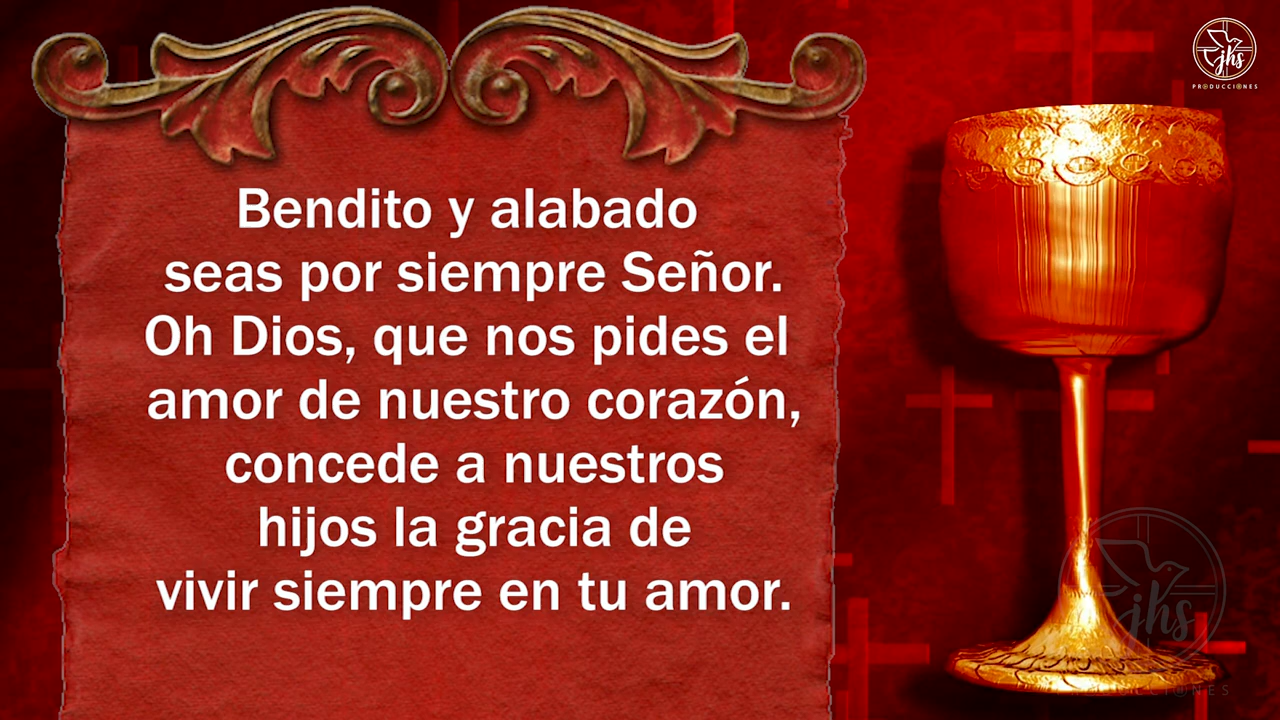 Bendito y alabado
seas por siempre Señor.
Oh Dios, que nos pides el
amor de nuestro corazón,
concede a nuestros
hijos la gracia de
vivir siempre en tu amor.
jhs
PRODUCCIONES
jhs